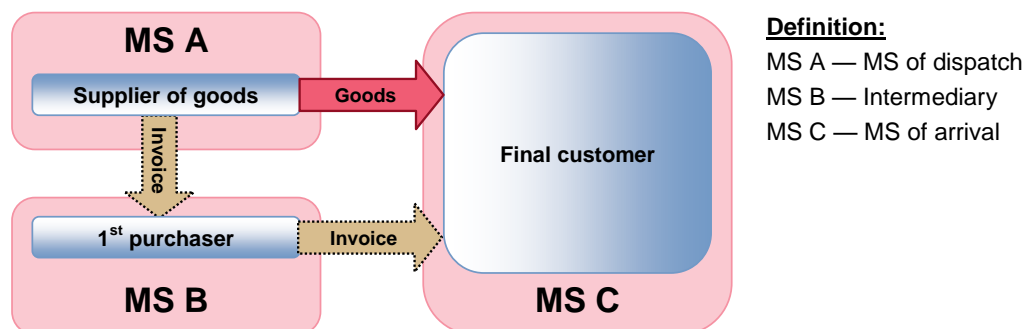 MS A
Supplier of goods
Goods
Invoice
1st purchaser
Invoice
MS B
Final customer
MS C
Definition:
MS A — MS of dispatch
MS B — Intermediary
MS C — MS of arrival